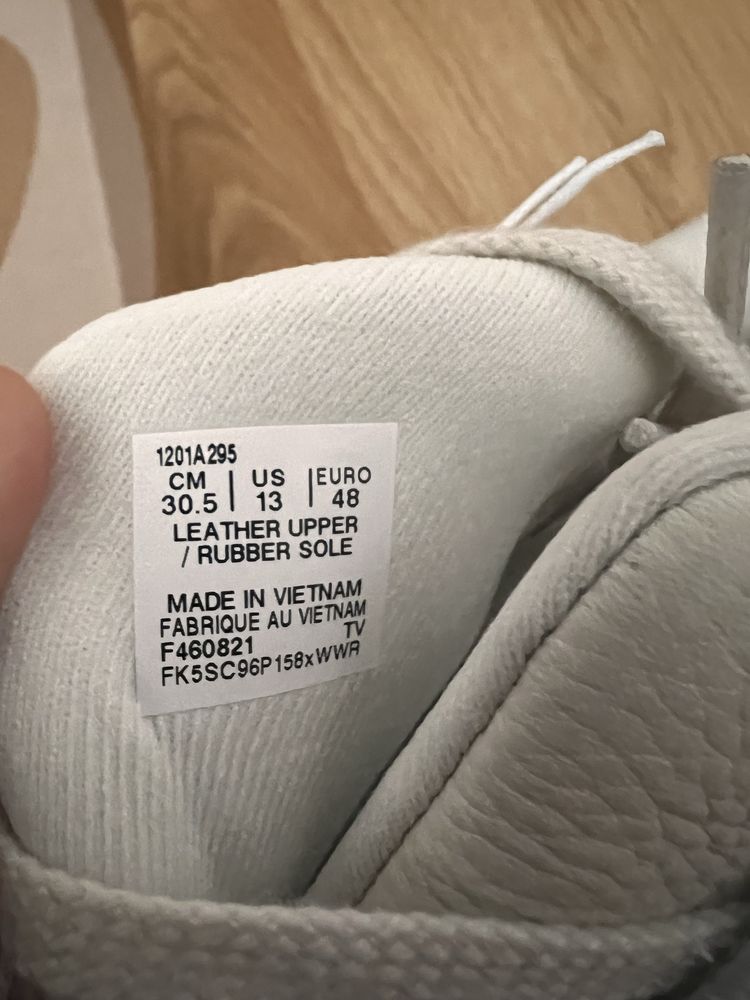 1201A295
CM | US | EURO
30.5 | 13 | 48
LEATHER UPPER
/ RUBBER SOLE
MADE IN VIETNAM
FABRIQUE AU VIETNAM
TV
F460821
FK5SC96P158xWWR